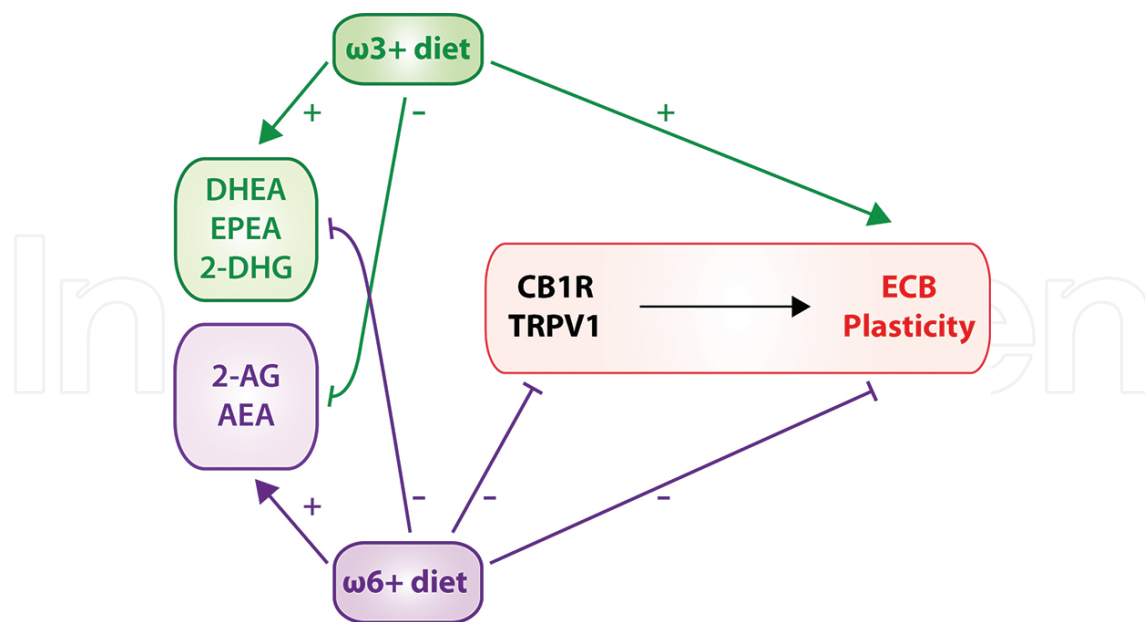 ω3+ diet
+
−
+
DHEA
EPEA
2-DHG
CB1R
TRPV1
ECB
Plasticity
2-AG
AEA
+
−
−
−
ω6+ diet